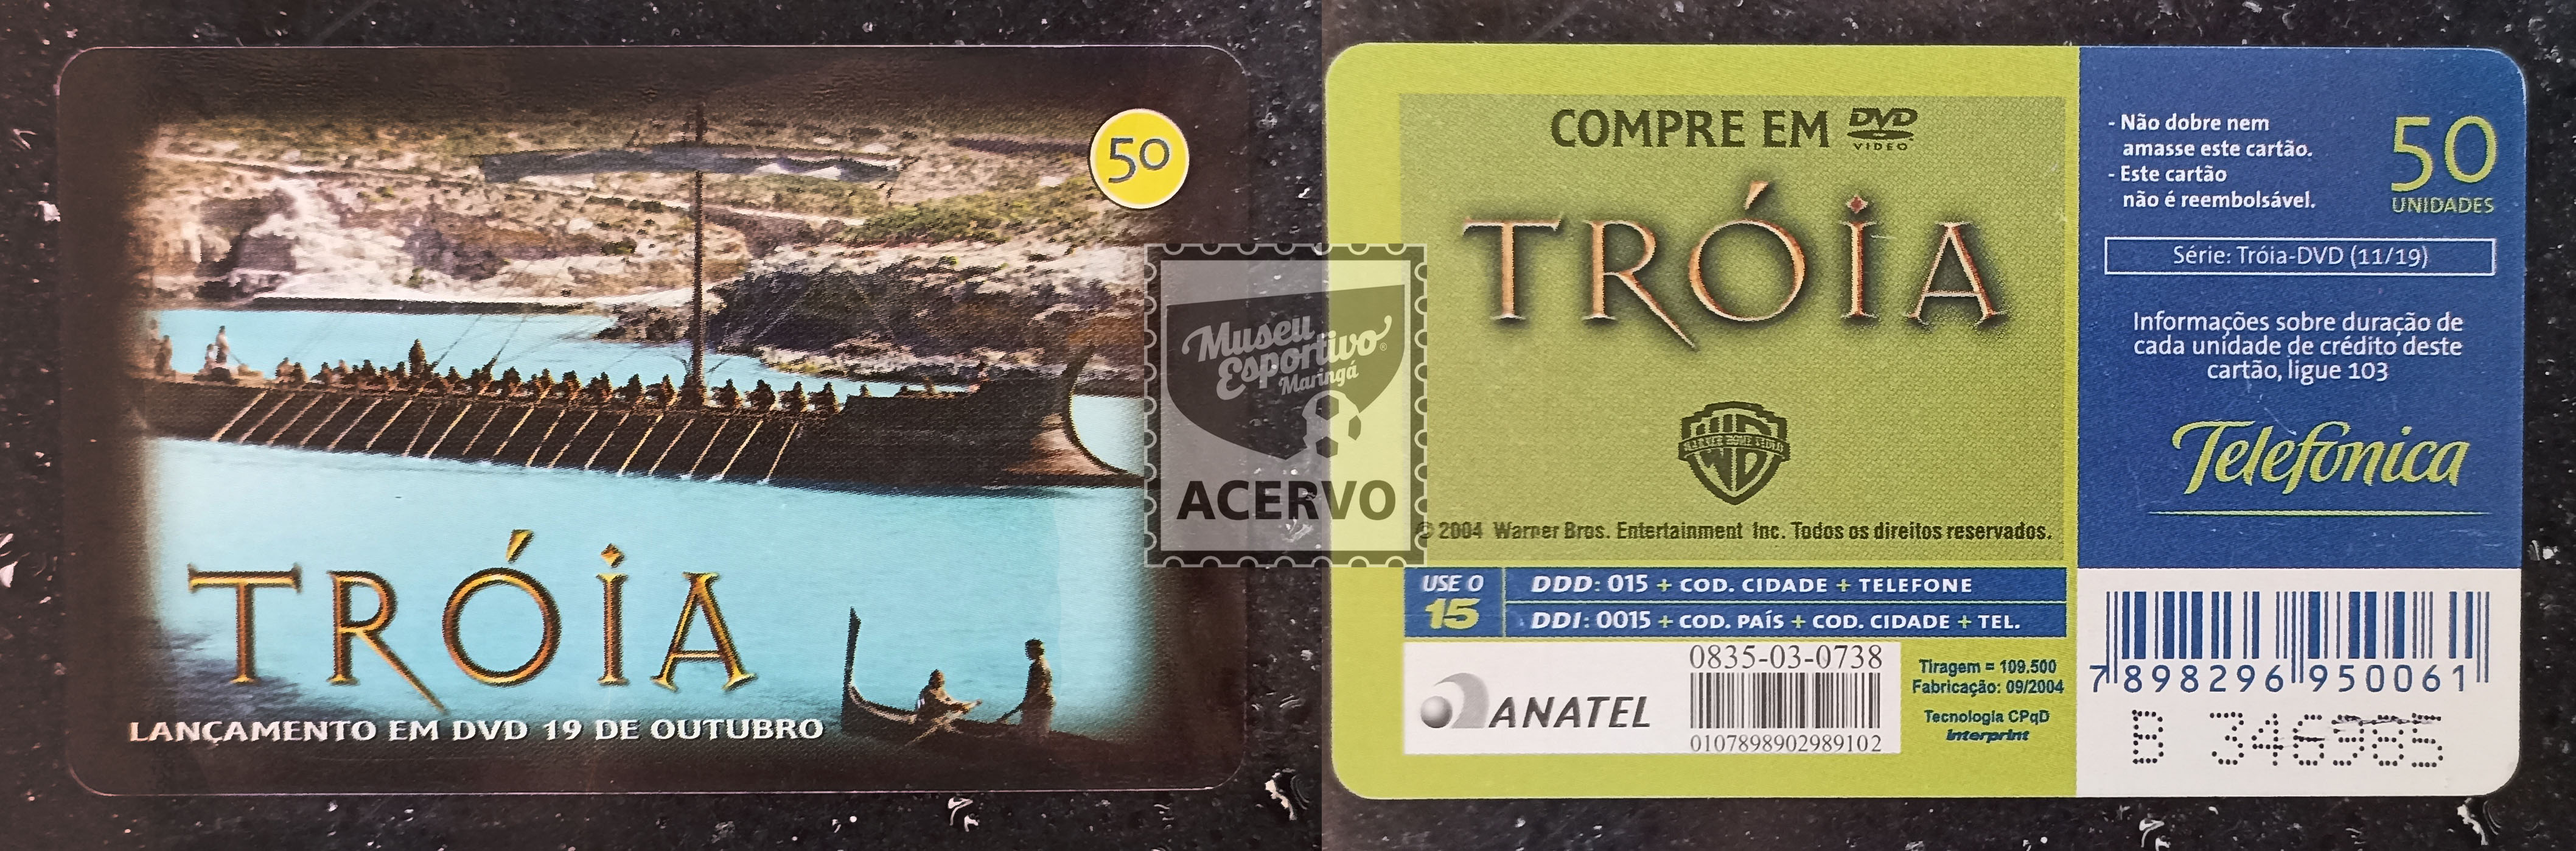 50
TRÓiA
LANÇAMENTO EM DVD 19 DE OUTUBRO
Museu
Esportivo®
Maringá
ACERVO
COMPRE EM DVD
VIDEO
TRÓiA
WB
© 2004 Warner Bros. Entertainment Inc. Todos os direitos reservados.
USE O
15
DDD: 015 + COD. CIDADE + TELEFONE
DDI: 0015 + COD. PAÍS + COD. CIDADE + TEL.
ANATEL
0835-03-0738
0107898902989102
Tiragem = 109.500
Fabricação: 09/2004
Tecnologia CPqD
Interprint
- Não dobre nem
amasse este cartão.
- Este cartão
não é reembolsável.
50
UNIDADES
Série: Tróia-DVD (11/19)
Informações sobre duração de
cada unidade de crédito deste
cartão, ligue 103
Telefonica
7 898296 950061
B 346985